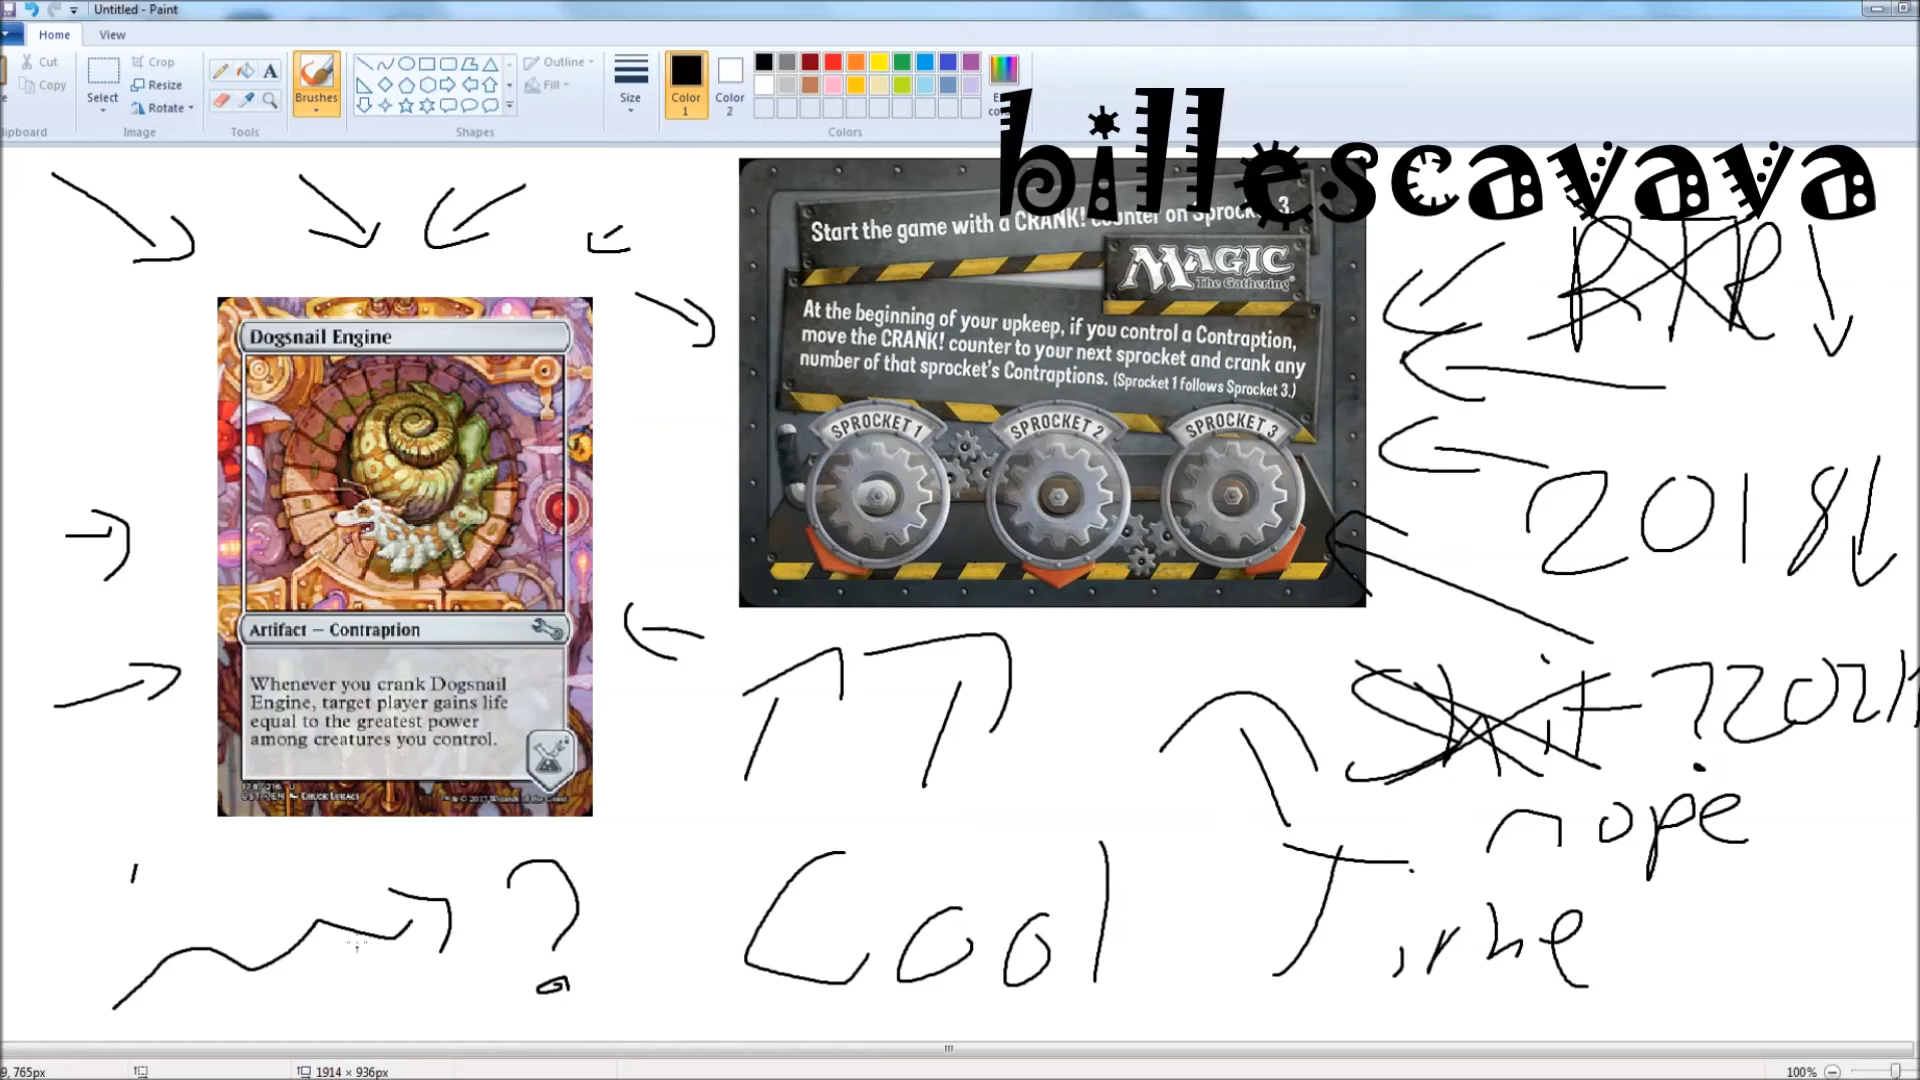 Untitled - Paint
Home View
Cut
Copy
Select
Crop
Resize
Rotate
Brushes
Outline
Fill
Size
Color 1
Color 2
Image
Tools
Shapes
Colors
billescavava
Start the game with a CRANK! counter on Sprocket 3.
MAGIC
The Gathering
At the beginning of your upkeep, if you control a Contraption,
move the CRANK! counter to your next sprocket and crank any
number of that sprocket's Contraptions. (Sprocket 1 follows Sprocket 3.)
SPROCKET 1
SPROCKET 2
SPROCKET 3
Dogsnail Engine
Artifact – Contraption
Whenever you crank Dogsnail
Engine, target player gains life
equal to the greatest power
among creatures you control.
CHUCK LUKACS
2018
nope
?
Cool
1914 × 936px
100%